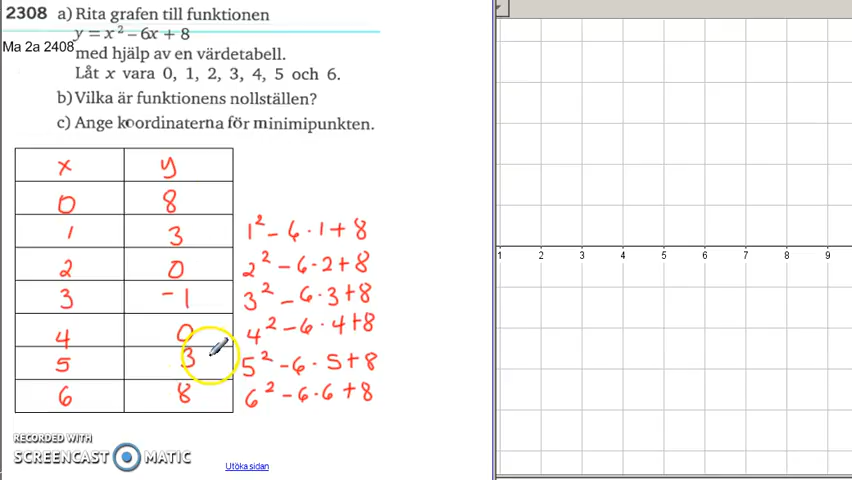 2308 a) Rita grafen till funktionen
y = x² – 6x + 8
Ma 2a 2408
med hjälp av en värdetabell.
Låt x vara 0, 1, 2, 3, 4, 5 och 6.
b) Vilka är funktionens nollställen?
c) Ange koordinaterna för minimipunkten.
x y
0 8
1 3 1² - 6 · 1 + 8
2 0 2² - 6 · 2 + 8
3 -1 3² - 6 · 3 + 8
4 0 4² - 6 · 4 + 8
5 3 5² - 6 · 5 + 8
6 8 6² - 6 · 6 + 8
1 2 3 4 5 6 7 8 9
RECORDED WITH
SCREENCAST MATIC
Utöka sidan